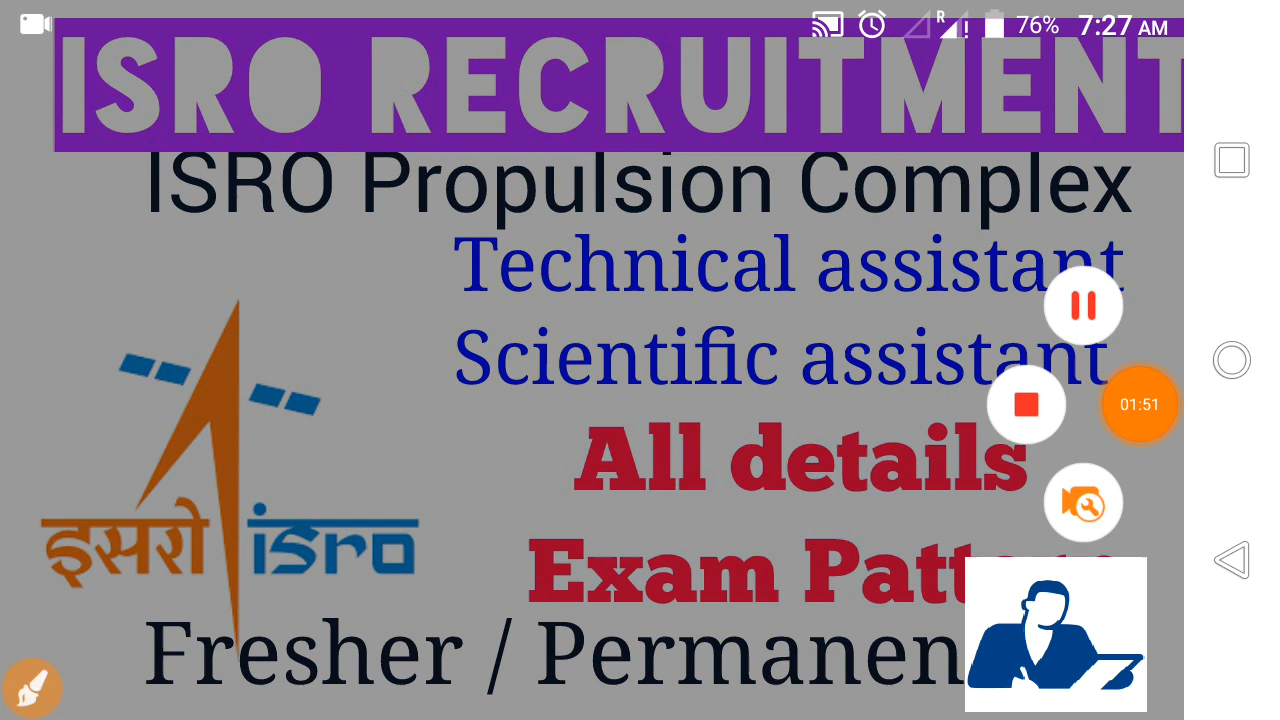 R 76% 7:27 AM
ISRO RECRUITMENT
ISRO Propulsion Complex
Technical assistant
Scientific assistant
01:51
All details
इसरो isro
Exam
Fresher / Permanen